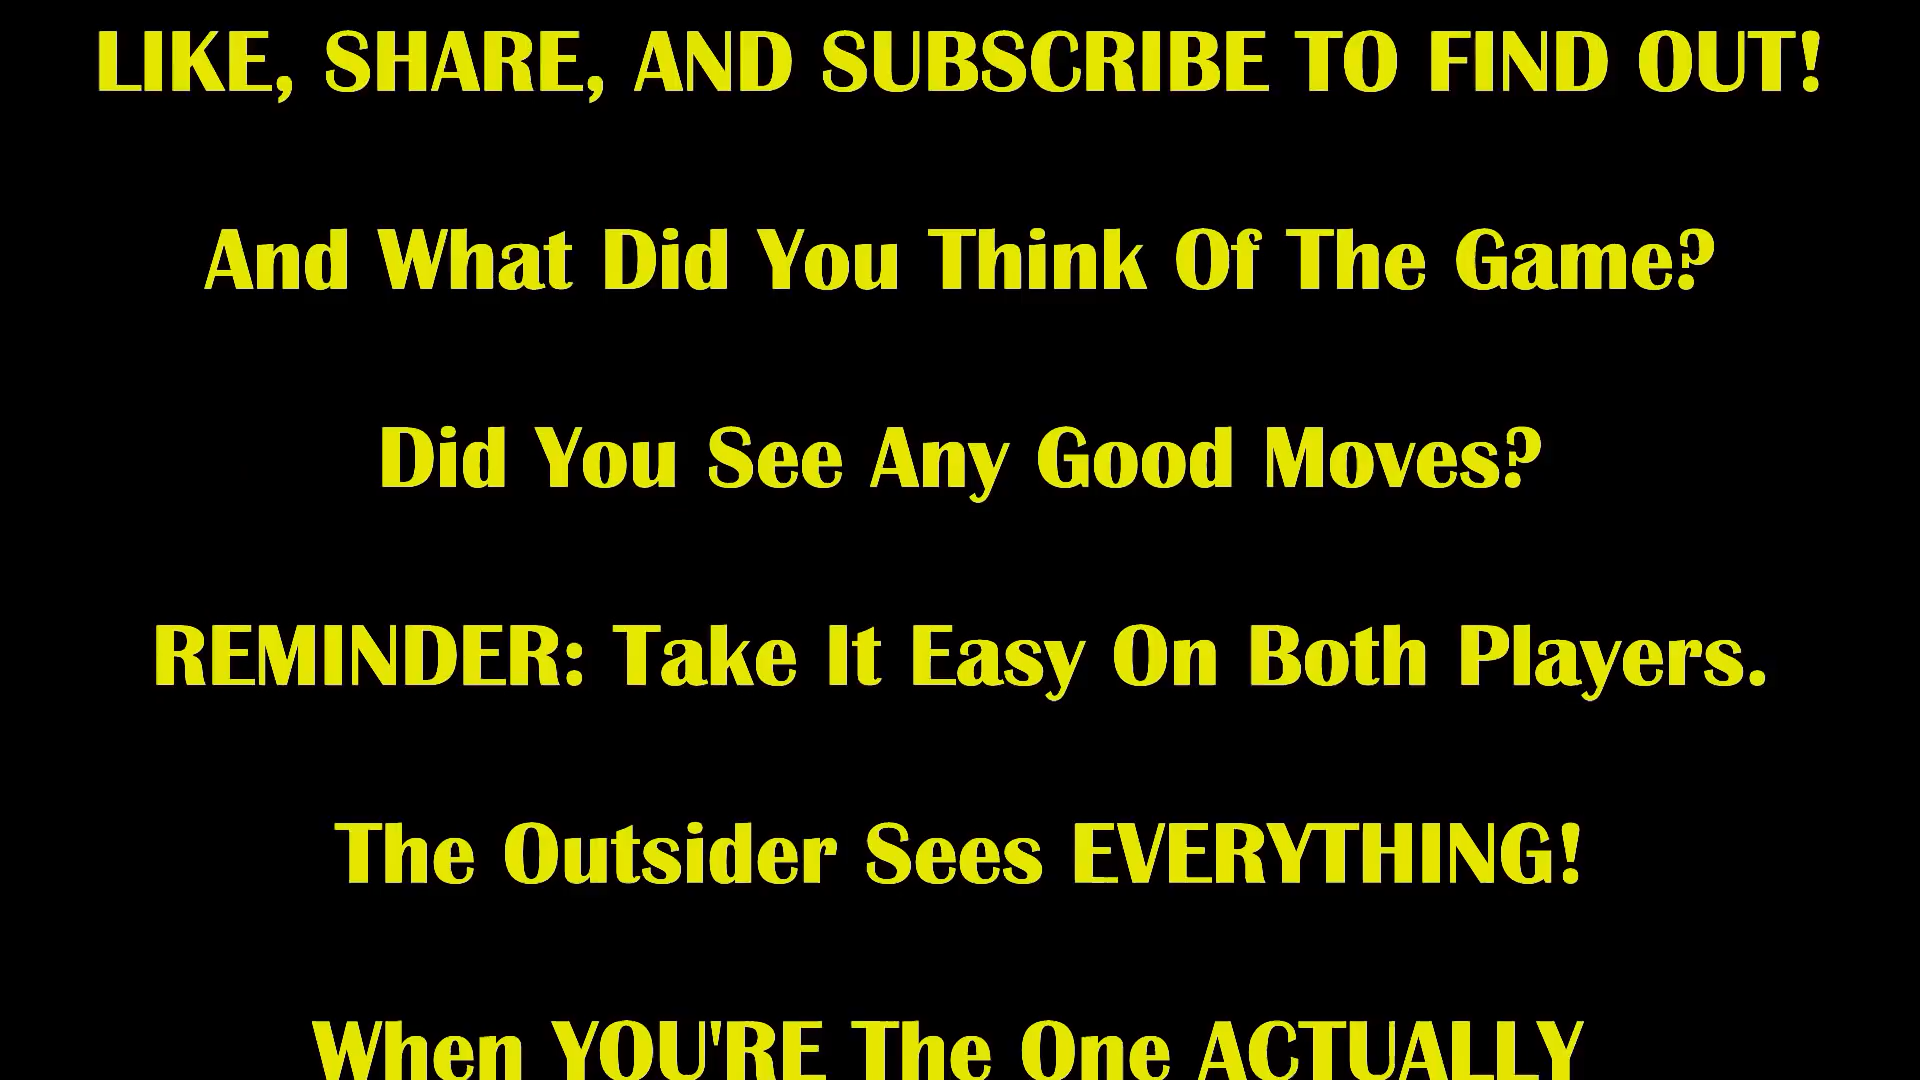 LIKE, SHARE, AND SUBSCRIBE TO FIND OUT!
And What Did You Think Of The Game?
Did You See Any Good Moves?
REMINDER: Take It Easy On Both Players.
The Outsider Sees EVERYTHING!
When YOU'RE The One ACTUALLY